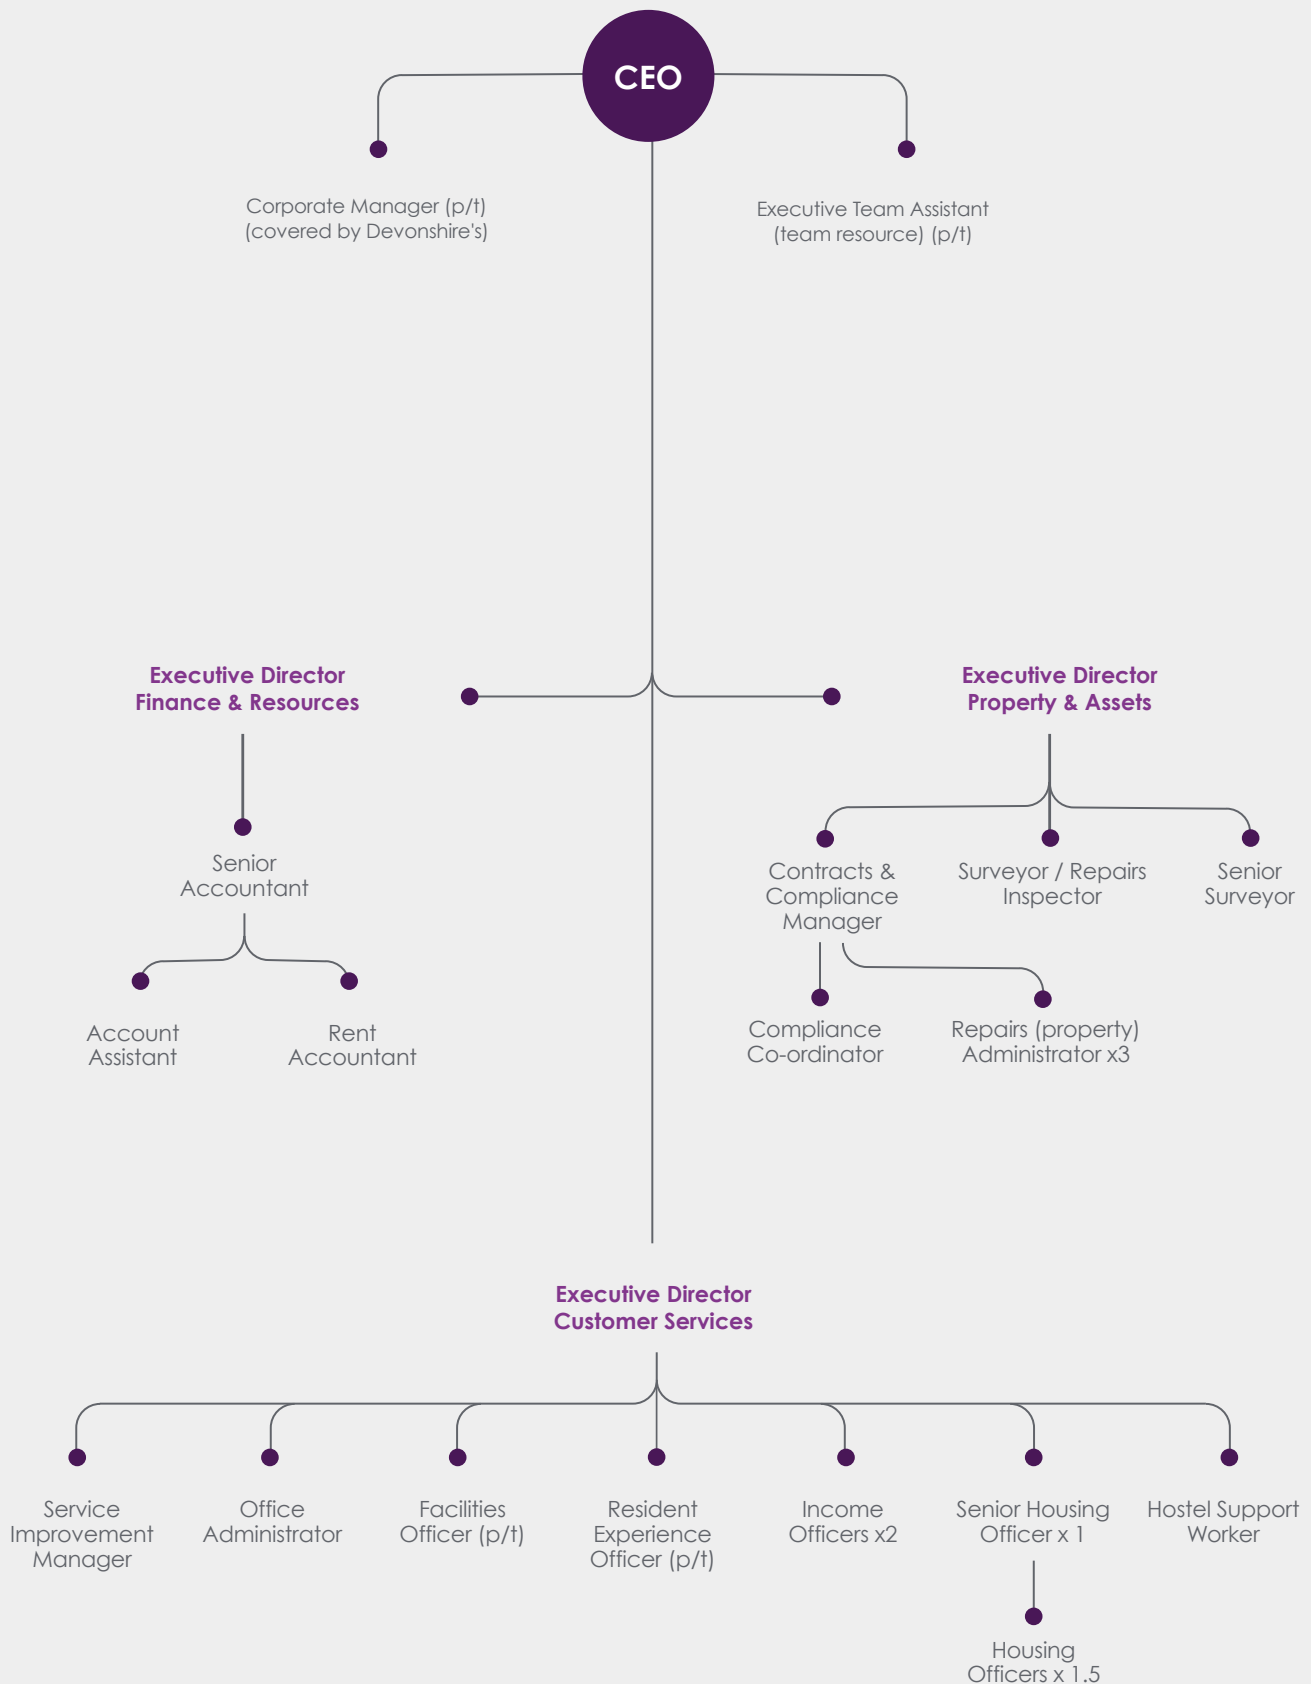 CEO
Corporate Manager (p/t)
(covered by Devonshire's)
Executive Team Assistant
(team resource) (p/t)
Executive Director
Finance & Resources
Executive Director
Property & Assets
Senior
Accountant
Contracts &
Compliance
Manager
Surveyor / Repairs
Inspector
Senior
Surveyor
Account
Assistant
Rent
Accountant
Compliance
Co-ordinator
Repairs (property)
Administrator x3
Executive Director
Customer Services
Service
Improvement
Manager
Office
Administrator
Facilities
Officer (p/t)
Resident
Experience
Officer (p/t)
Income
Officers x2
Senior Housing
Officer x 1
Hostel Support
Worker
Housing
Officers x 1.5